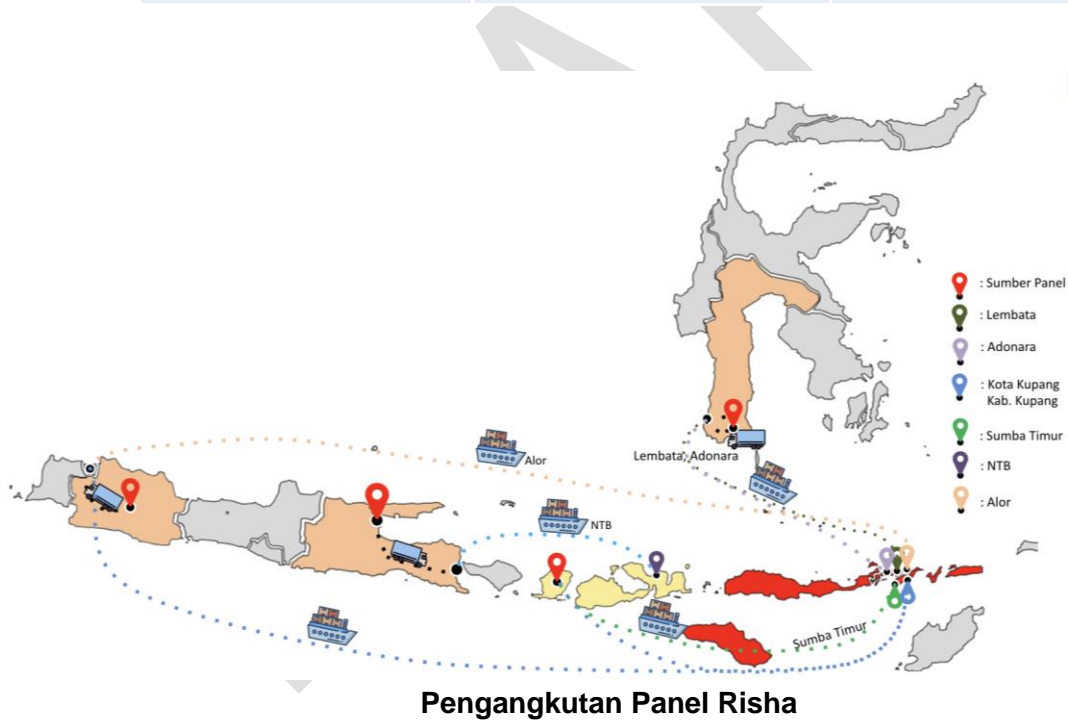 : Sumber Panel
: Lembata
: Adonara
: Kota Kupang
Kab. Kupang
: Sumba Timur
: NTB
: Alor
Alor
Lembata, Adonara
NTB
Sumba Timur
Pengangkutan Panel Risha